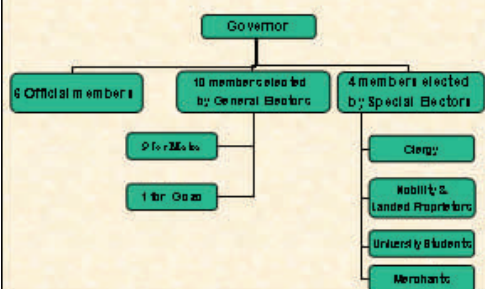 Governor
6 Official members
10 members elected
by General Electors
4 members elected
by Special Electors
9 for Malta
1 for Gozo
Clergy
Nobility &
Landed Proprietors
University Students
Merchants